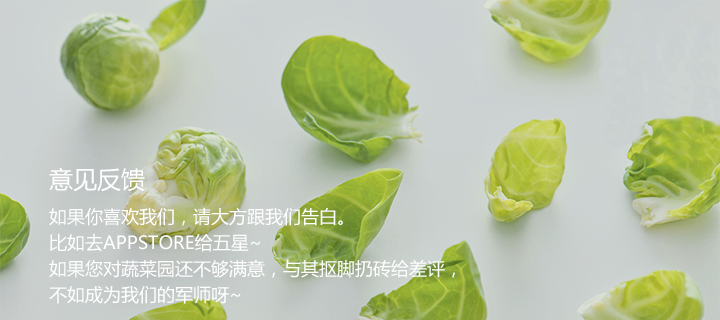 意见反馈
如果你喜欢我们，请大方跟我们告白。
比如去APPSTORE给五星~
如果您对蔬菜园还不够满意，与其抠脚扔砖给差评，
不如成为我们的军师呀~